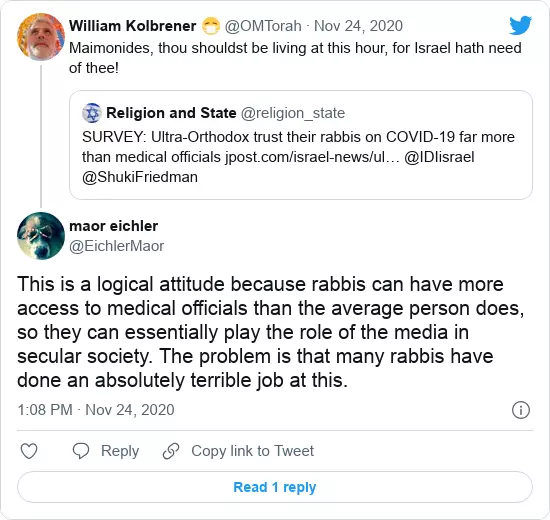 William Kolbrener 😷 @OMTorah · Nov 24, 2020
Maimonides, thou shouldst be living at this hour, for Israel hath need
of thee!
Religion and State @religion_state
SURVEY: Ultra-Orthodox trust their rabbis on COVID-19 far more
than medical officials jpost.com/israel-news/ul… @IDIisrael
@ShukiFriedman
maor eichler
@EichlerMaor
This is a logical attitude because rabbis can have more
access to medical officials than the average person does,
so they can essentially play the role of the media in
secular society. The problem is that many rabbis have
done an absolutely terrible job at this.
1:08 PM · Nov 24, 2020
Reply
Copy link to Tweet
Read 1 reply